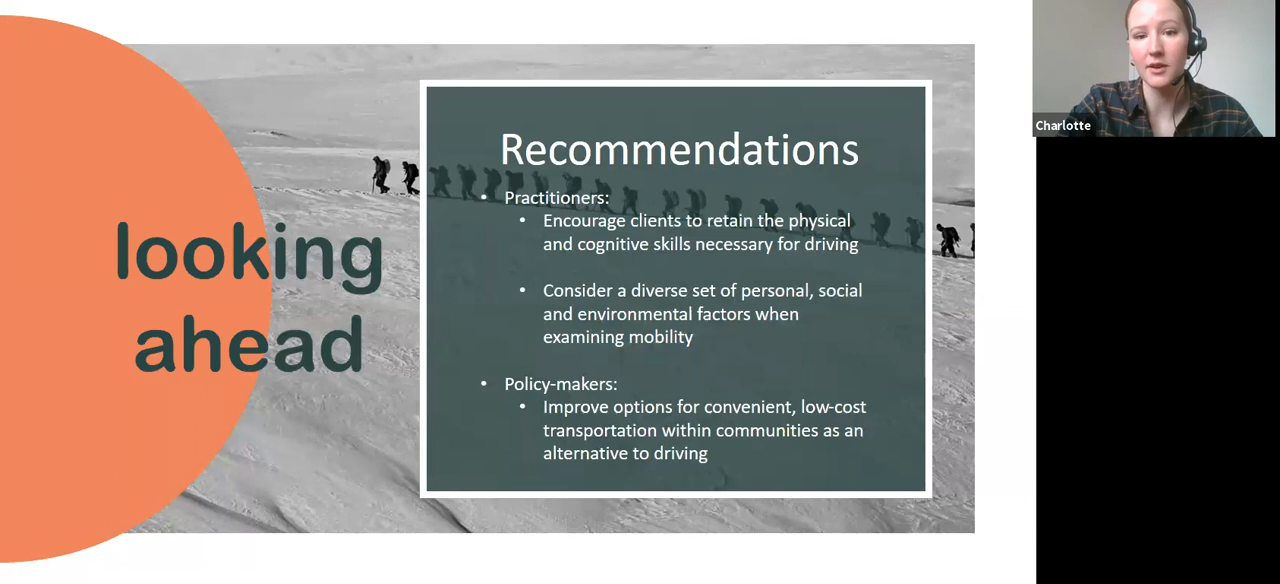 looking
ahead
Recommendations
• Practitioners:
• Encourage clients to retain the physical
and cognitive skills necessary for driving
• Consider a diverse set of personal, social
and environmental factors when
examining mobility
• Policy-makers:
• Improve options for convenient, low-cost
transportation within communities as an
alternative to driving
Charlotte